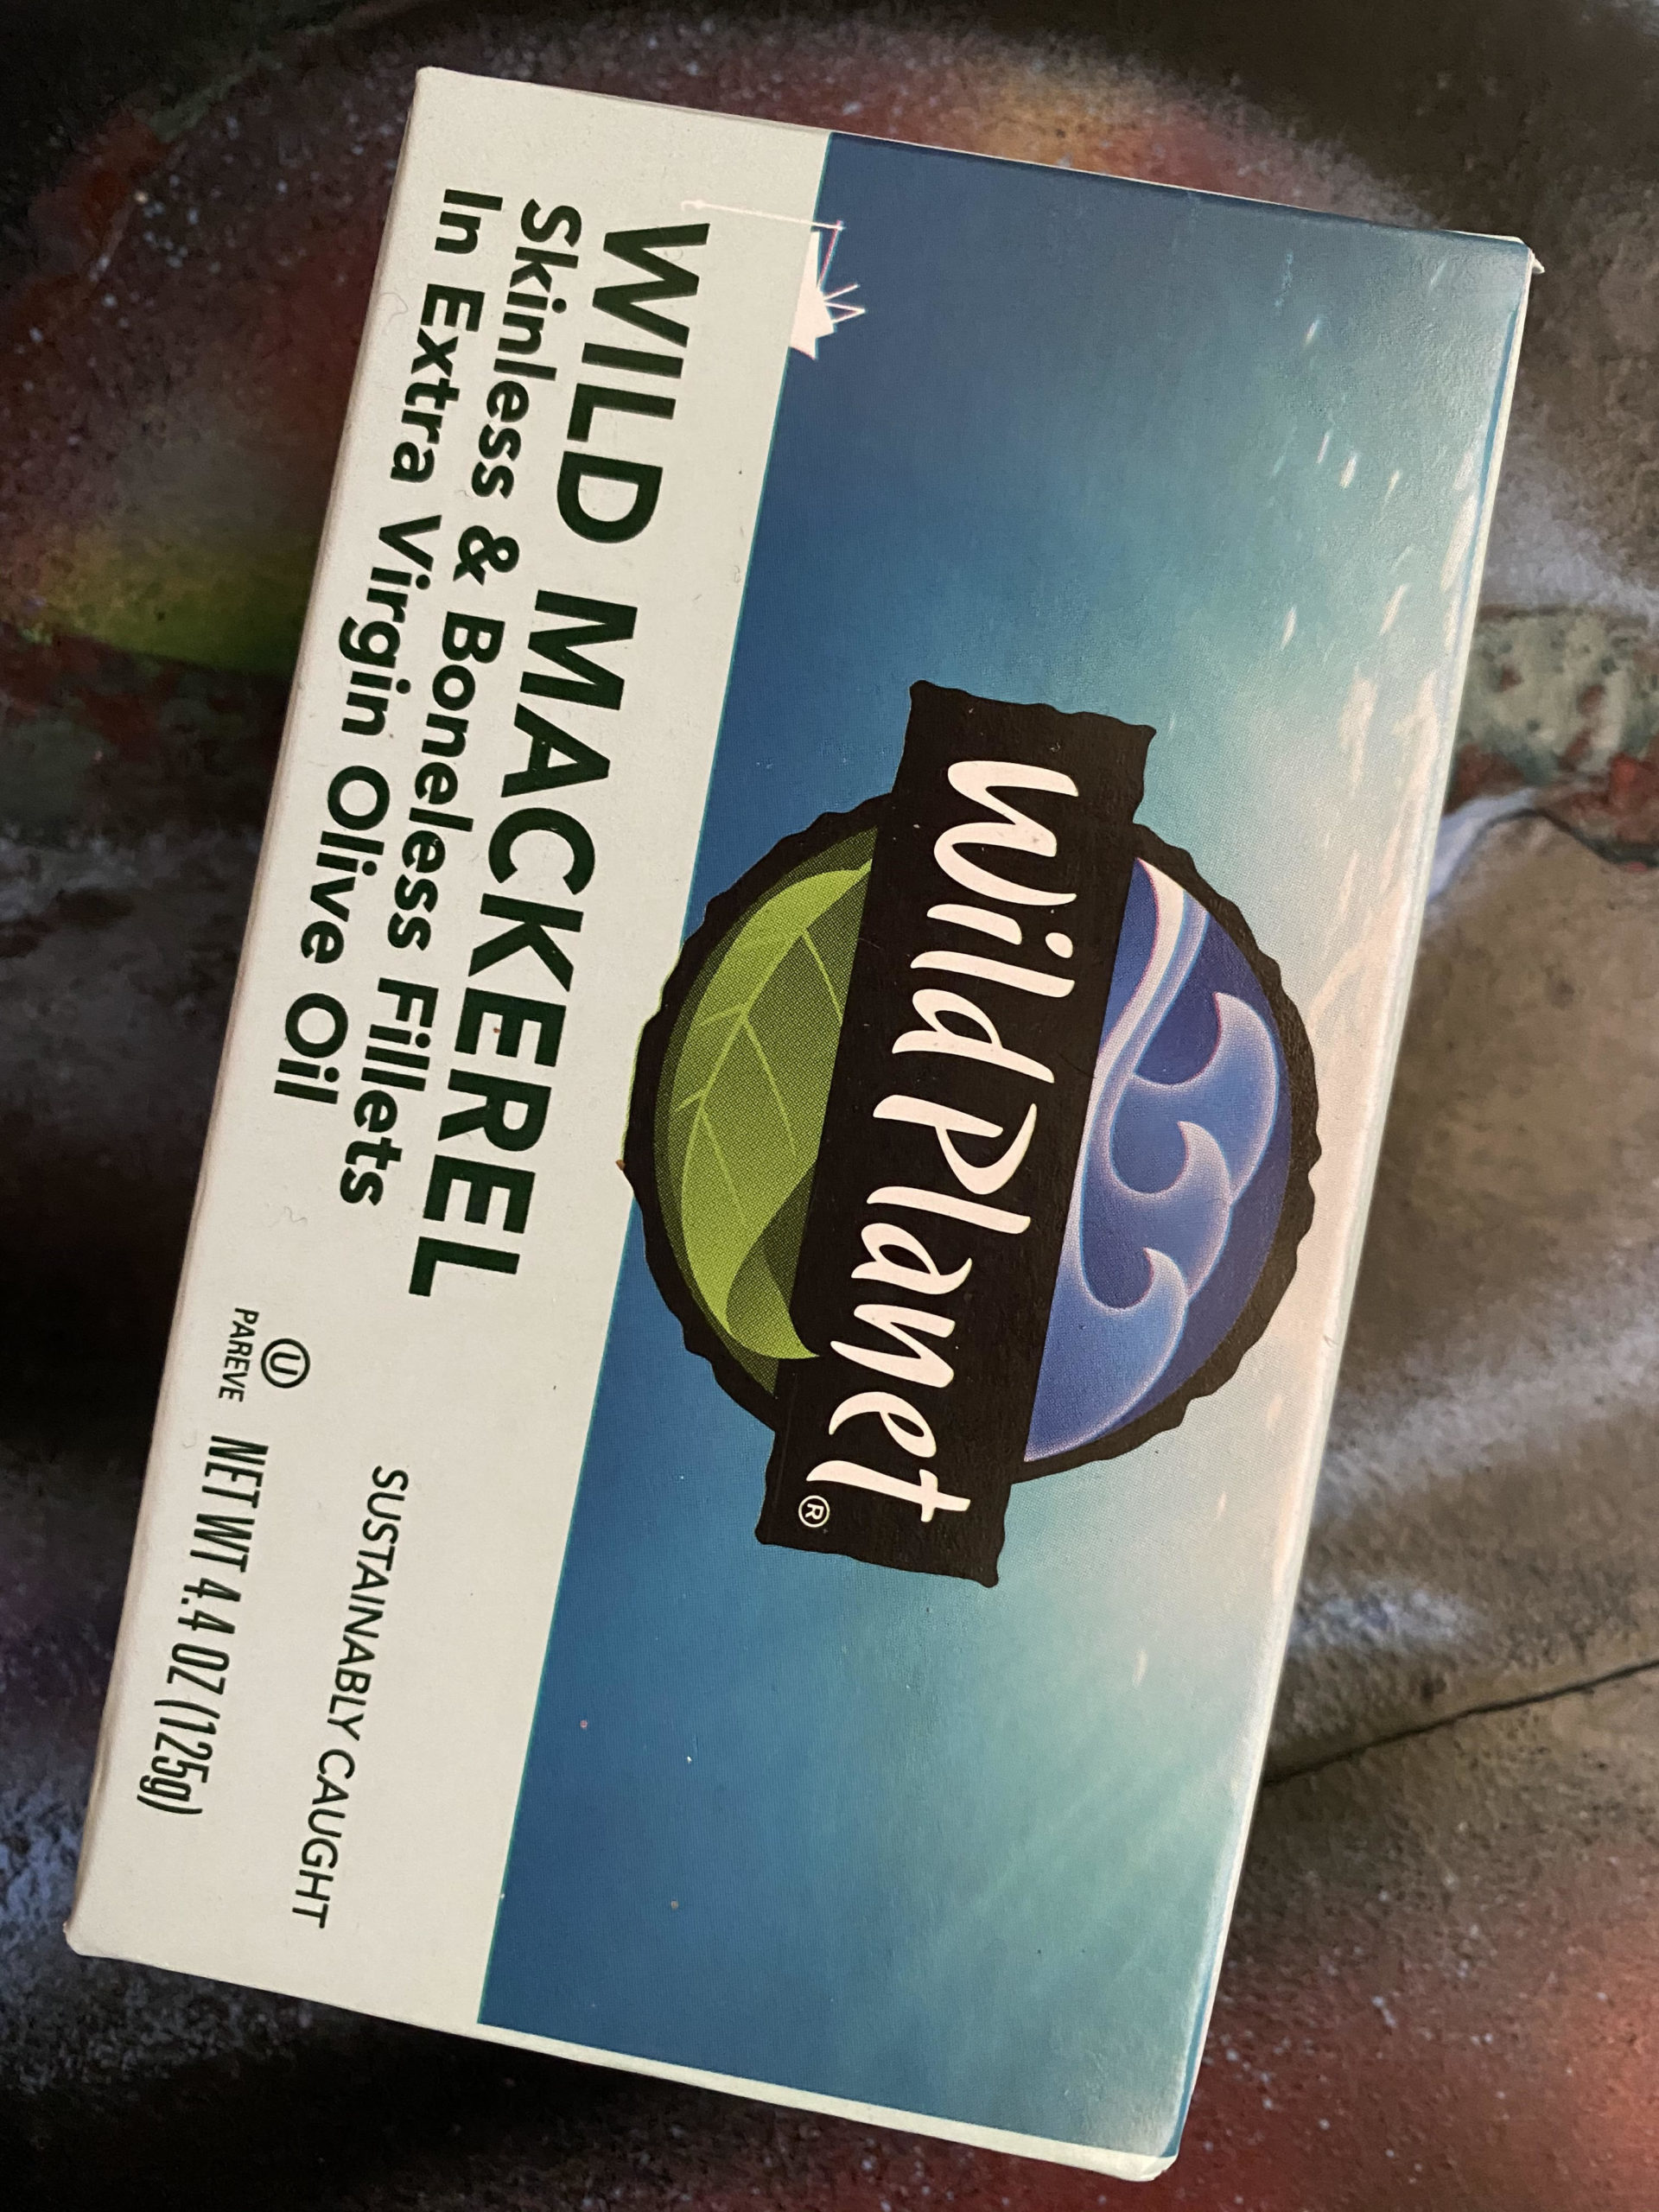 Wild Planet®
WILD MACKEREL
Skinless & Boneless Fillets
In Extra Virgin Olive Oil
SUSTAINABLY CAUGHT
U
PAREVE
NET WT 4.4 OZ (125g)